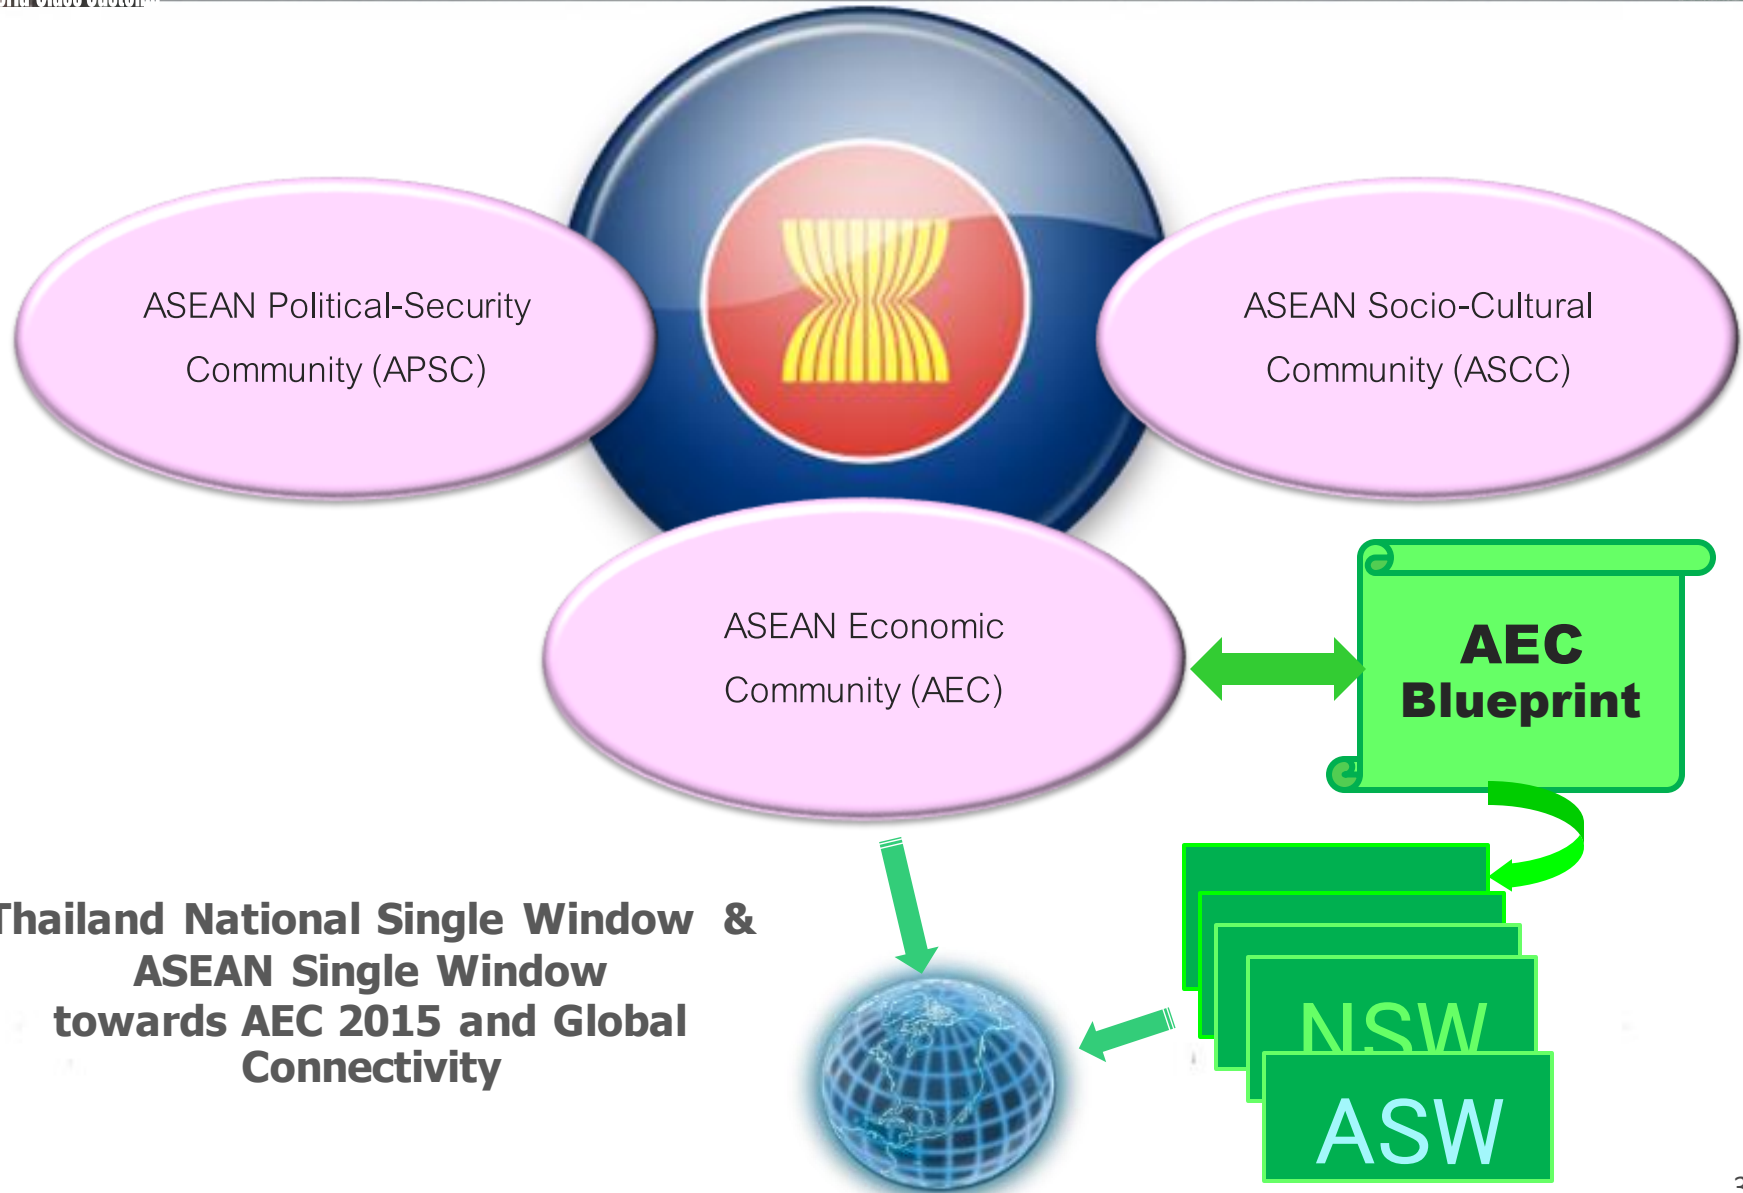 ASEAN Political-Security
Community (APSC)
ASEAN Socio-Cultural
Community (ASCC)
ASEAN Economic
Community (AEC)
AEC
Blueprint
Thailand National Single Window &
ASEAN Single Window
towards AEC 2015 and Global
Connectivity
NSW
ASW